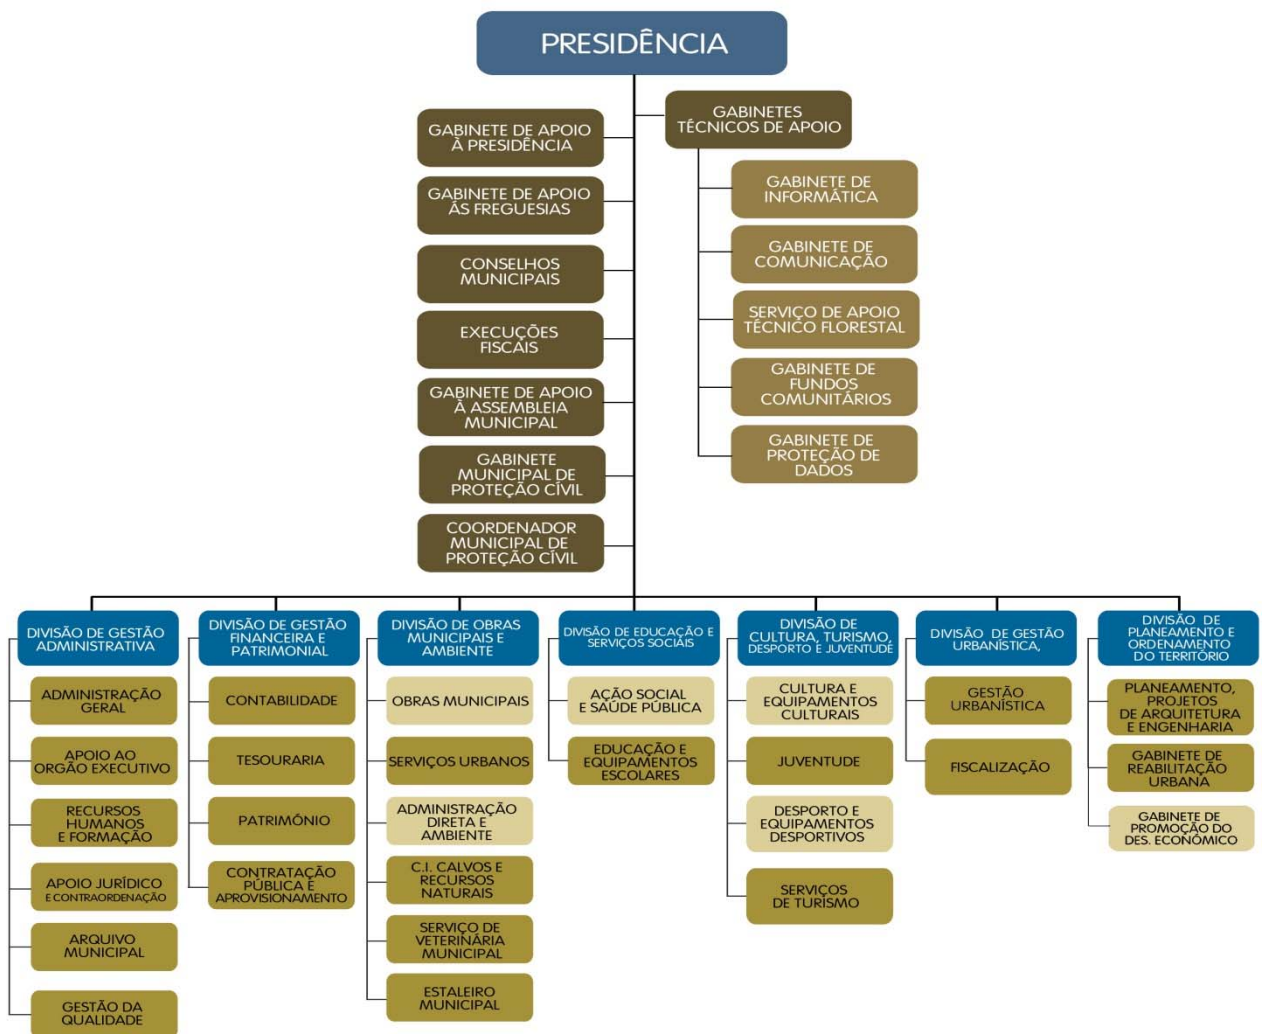 PRESIDÊNCIA
GABINETE DE APOIO
À PRESIDÊNCIA
GABINETE DE APOIO
ÁS FREGUESIAS
CONSELHOS
MUNICIPAIS
EXECUÇÕES
FISCAIS
GABINETE DE APOIO
À ASSEMBLEIA
MUNICIPAL
GABINETE
MUNICIPAL DE
PROTEÇÃO CÍVIL
COORDENADOR
MUNICIPAL DE
PROTEÇÃO CÍVIL
GABINETES
TÉCNICOS DE APOIO
GABINETE DE
INFORMÁTICA
GABINETE DE
COMUNICAÇÃO
SERVIÇO DE APOIO
TÉCNICO FLORESTAL
GABINETE DE
FUNDOS
COMUNITÁRIOS
GABINETE DE
PROTEÇÃO DE
DADOS
DIVISÃO DE GESTÃO
ADMINISTRATIVA
ADMINISTRAÇÃO
GERAL
APOIO AO
ORGÃO EXECUTIVO
RECURSOS
HUMANOS
E FORMAÇÃO
APOIO JURÍDICO
E CONTRAORDENAÇÃO
ARQUIVO
MUNICIPAL
GESTÃO DA
QUALIDADE
DIVISÃO DE GESTÃO
FINANCEIRA E
PATRIMONIAL
CONTABILIDADE
TESOURARIA
PATRIMÓNIO
CONTRATAÇÃO
PÚBLICA E
APROVISIONAMENTO
DIVISÃO DE OBRAS
MUNICIPAIS E
AMBIENTE
OBRAS MUNICIPAIS
SERVIÇOS URBANOS
ADMINISTRAÇÃO
DIRETA E
AMBIENTE
C.I. CALVOS E
RECURSOS
NATURAIS
SERVIÇO DE
VETERINÁRIA
MUNICIPAL
ESTALEIRO
MUNICIPAL
DIVISÃO DE EDUCAÇÃO E
SERVIÇOS SOCIAIS
AÇÃO SOCIAL
E SAÚDE PÚBLICA
EDUCAÇÃO E
EQUIPAMENTOS
ESCOLARES
DIVISÃO DE
CULTURA, TURISMO,
DESPORTO E JUVENTUDE
CULTURA E
EQUIPAMENTOS
CULTURAIS
JUVENTUDE
DESPORTO E
EQUIPAMENTOS
DESPORTIVOS
SERVIÇOS
DE TURISMO
DIVISÃO DE GESTÃO
URBANÍSTICA,
GESTÃO
URBANÍSTICA
FISCALIZAÇÃO
DIVISÃO DE
PLANEAMENTO E
ORDENAMENTO
DO TERRITÓRIO
PLANEAMENTO,
PROJETOS
DE ARQUITETURA
E ENGENHARIA
GABINETE DE
REABILITAÇÃO
URBANA
GABINETE DE
PROMOÇÃO DO
DES. ECONÓMICO